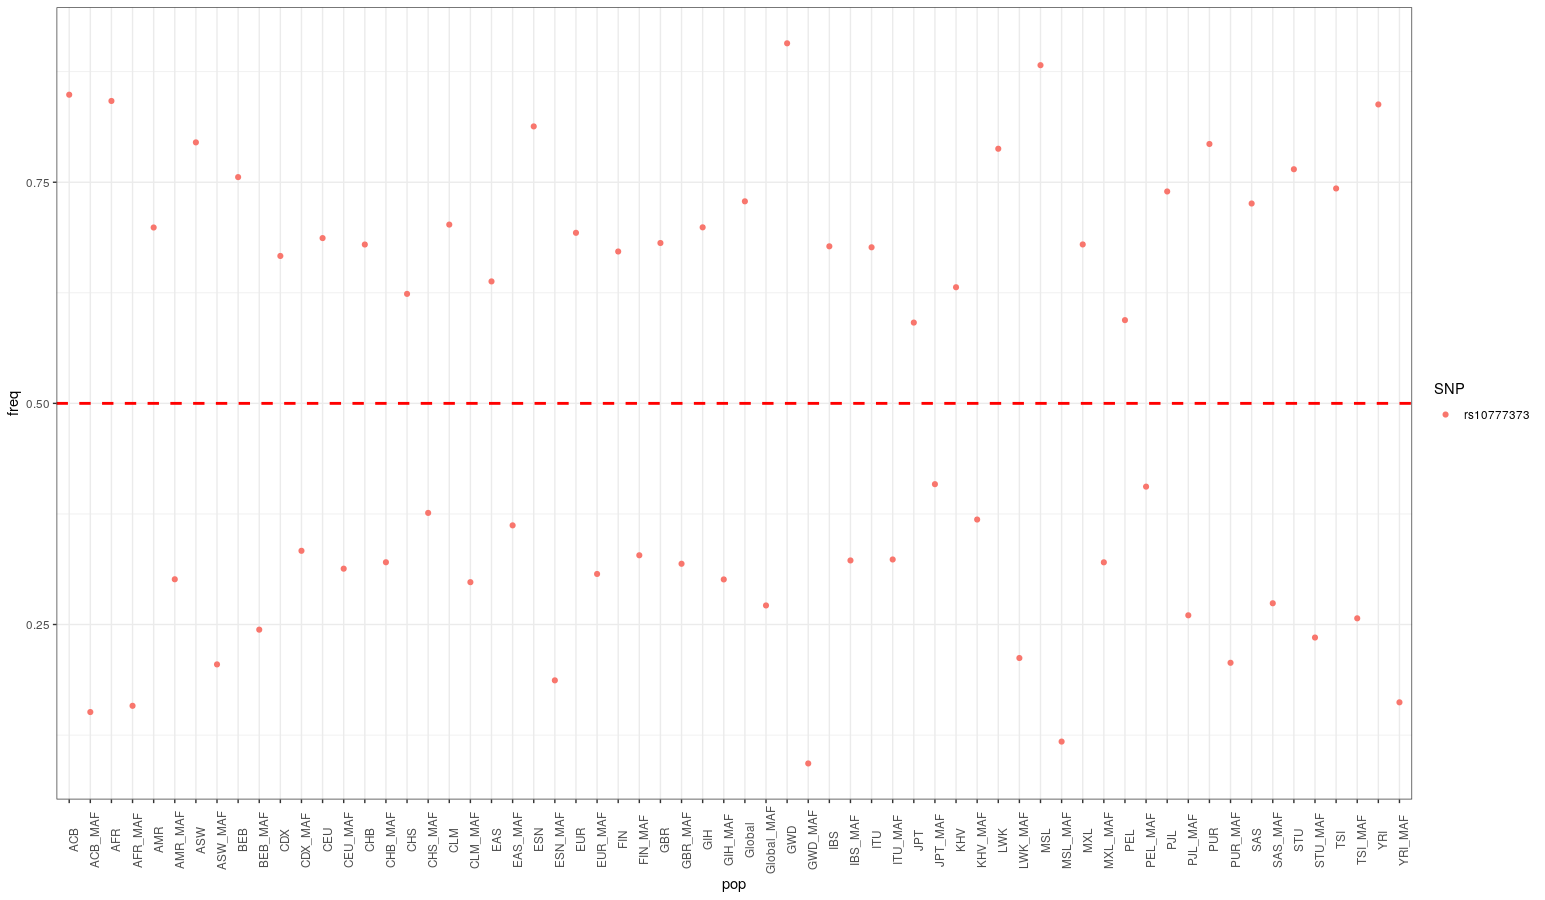 freq
0.75
0.50
0.25
ACB
ACB_MAF
AFR
AFR_MAF
AMR
AMR_MAF
ASW
ASW_MAF
BEB
BEB_MAF
CDX
CDX_MAF
CEU
CEU_MAF
CHB
CHB_MAF
CHS
CHS_MAF
CLM
CLM_MAF
EAS
EAS_MAF
ESN
ESN_MAF
EUR
EUR_MAF
FIN
FIN_MAF
GBR
GBR_MAF
GIH
GIH_MAF
Global
Global_MAF
GWD
GWD_MAF
IBS
IBS_MAF
ITU
ITU_MAF
JPT
JPT_MAF
KHV
KHV_MAF
LWK
LWK_MAF
MSL
MSL_MAF
MXL
MXL_MAF
PEL
PEL_MAF
PJL
PJL_MAF
PUR
PUR_MAF
SAS
SAS_MAF
STU
STU_MAF
TSI
TSI_MAF
YRI
YRI_MAF
pop
SNP
rs10777373